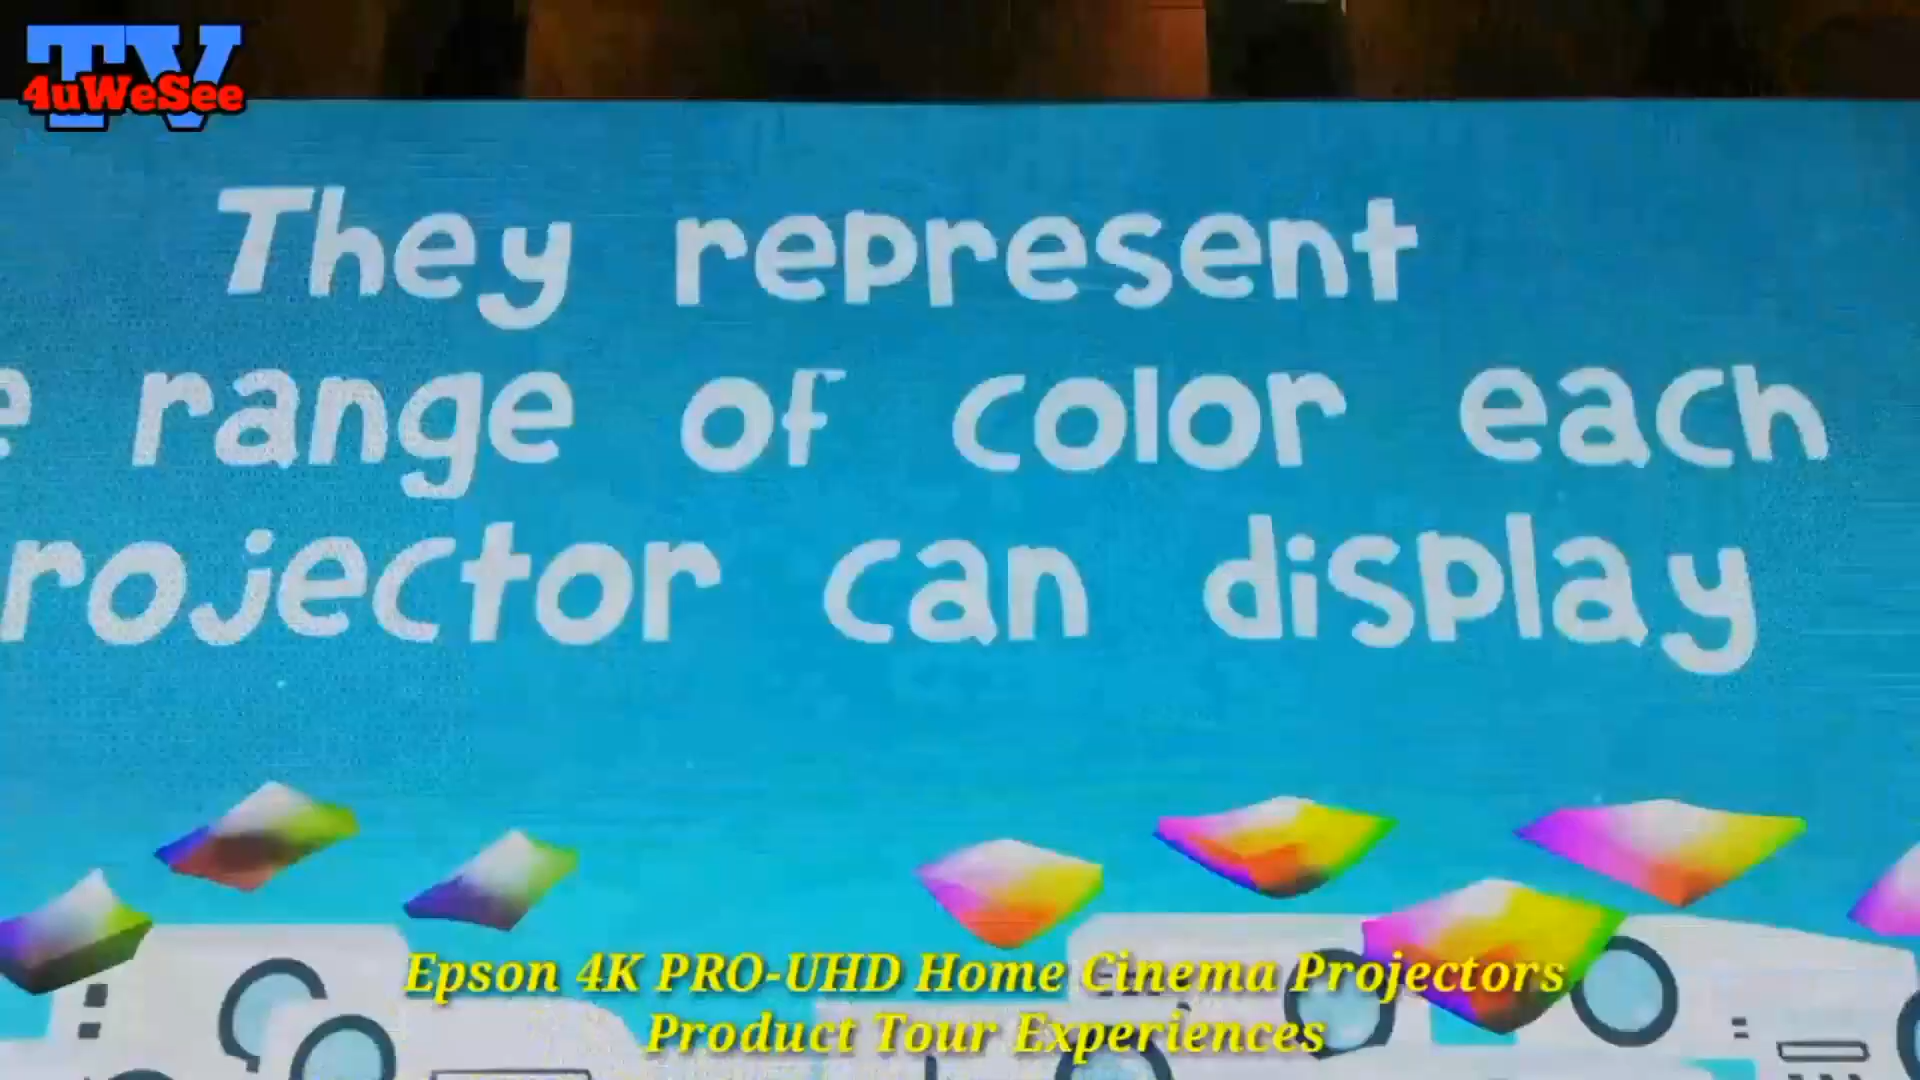 TV
4uWeSee
They represent
range of color each
can display
Epson 4K PRO-UHD Home Cinema Projectors
Product Tour Experiences